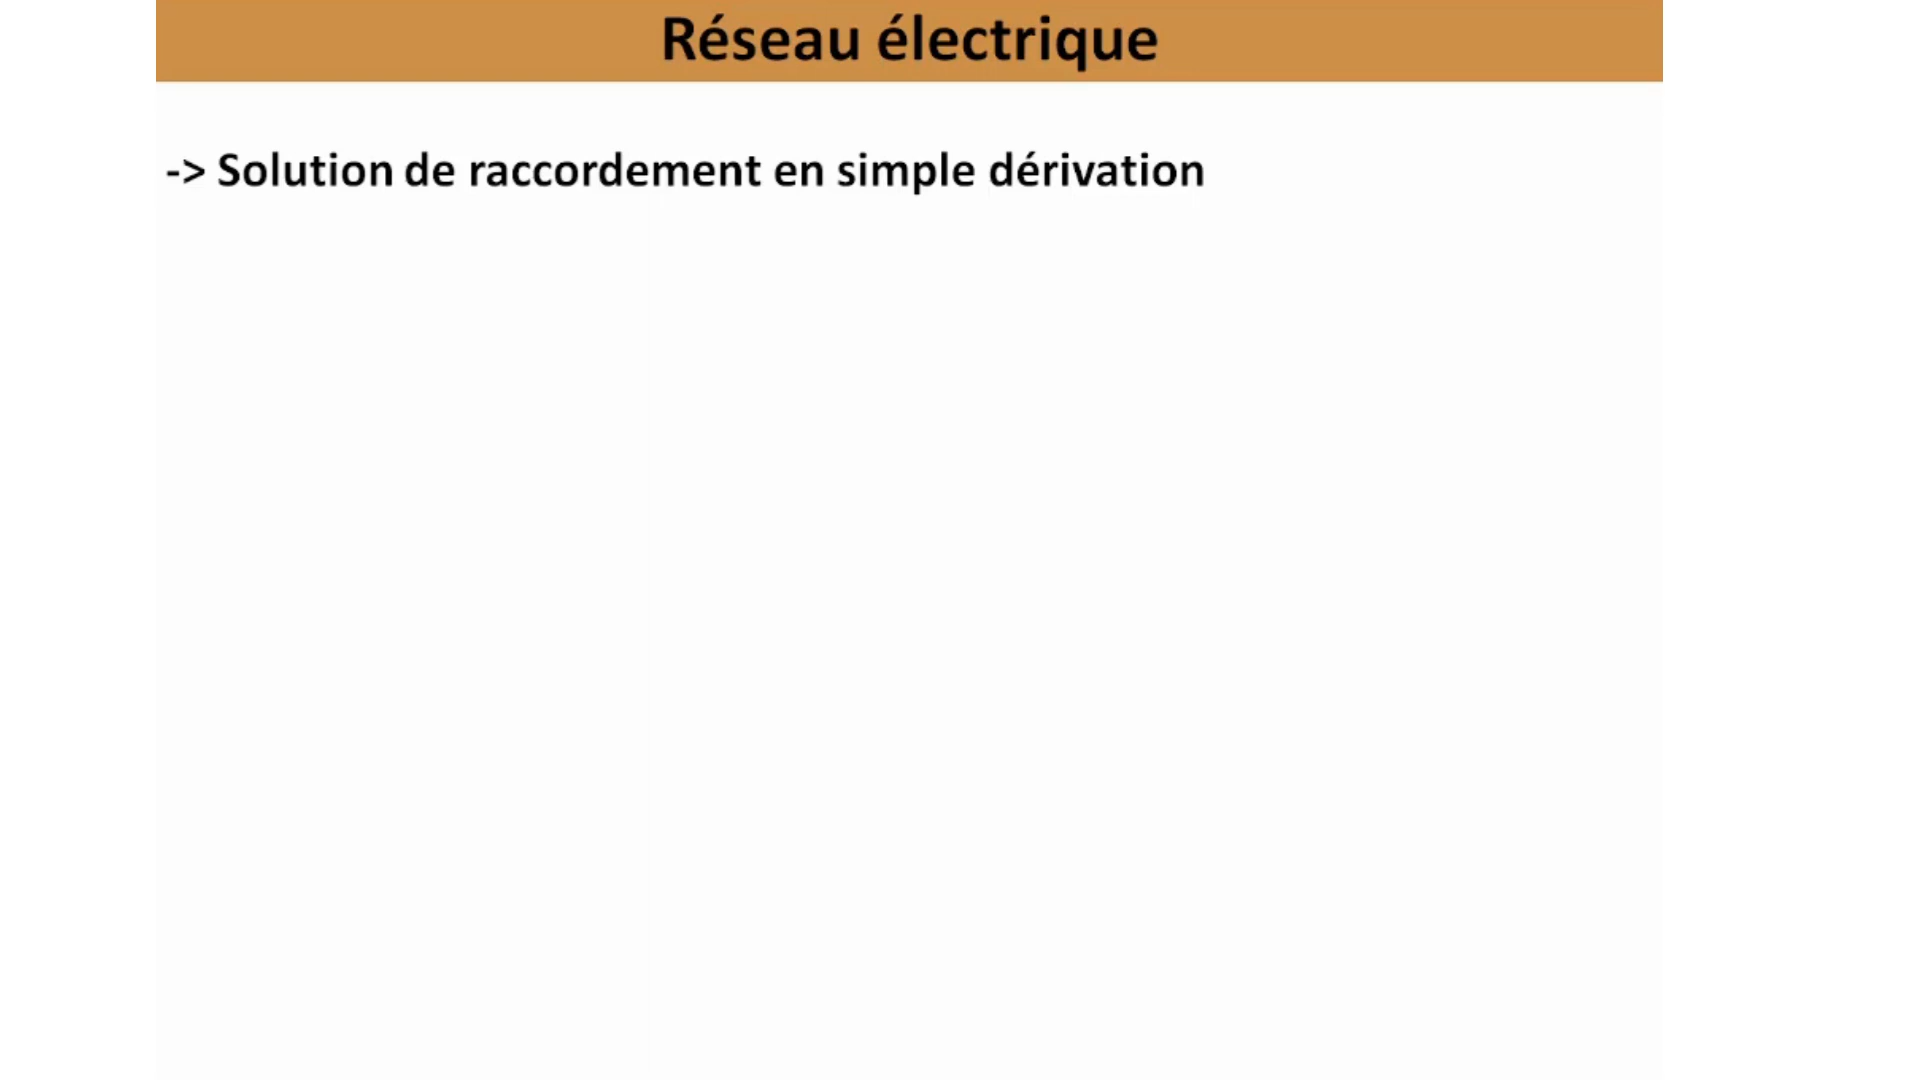 Réseau électrique
-> Solution de raccordement en simple dérivation